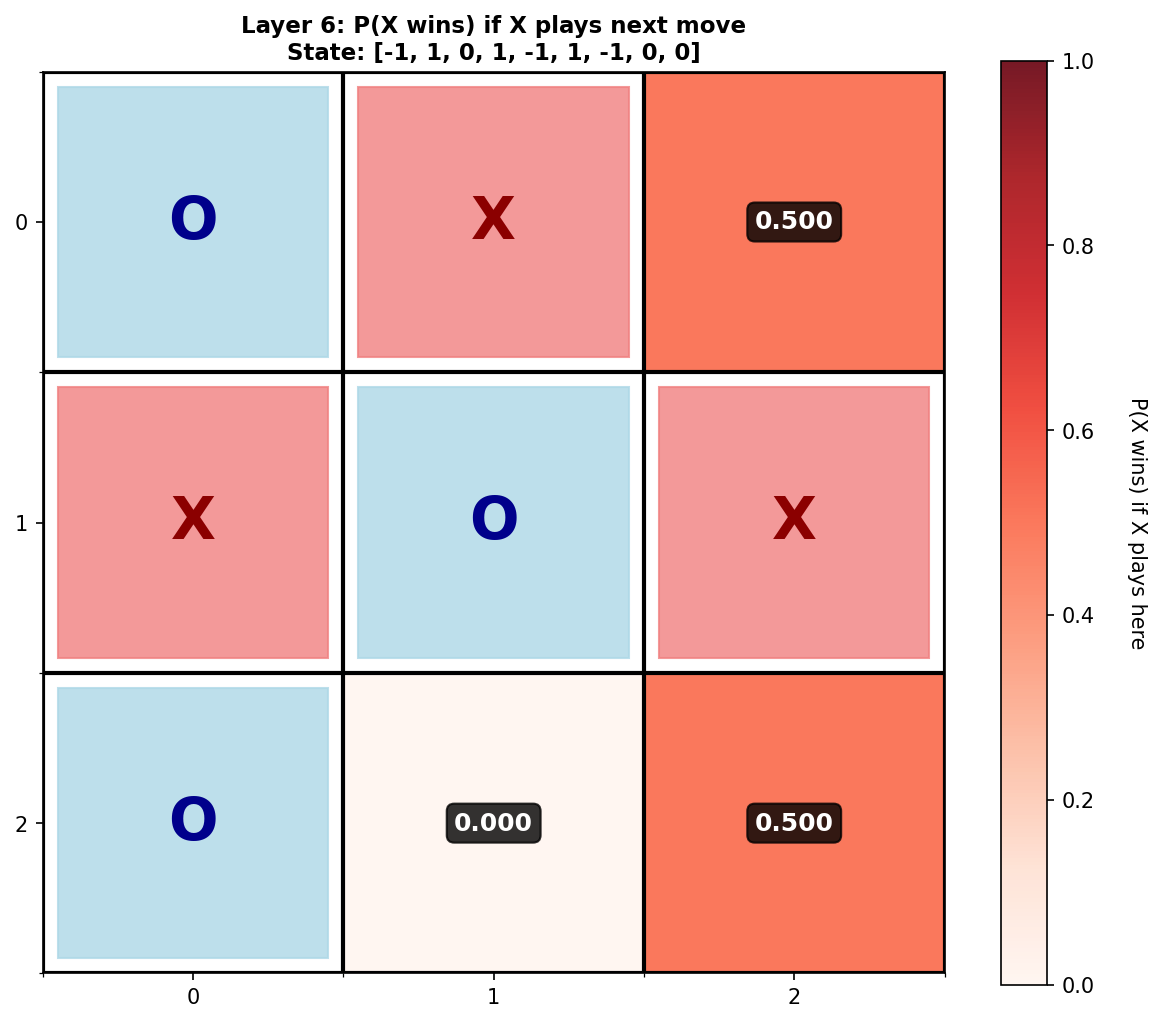 Layer 6: P(X wins) if X plays next move
State: [-1, 1, 0, 1, -1, 1, -1, 0, 0]
0
O
X
0.500
1
X
O
X
2
O
0.000
0.500
0
1
2
1.0
0.8
0.6
0.4
0.2
0.0
P(X wins) if X plays here